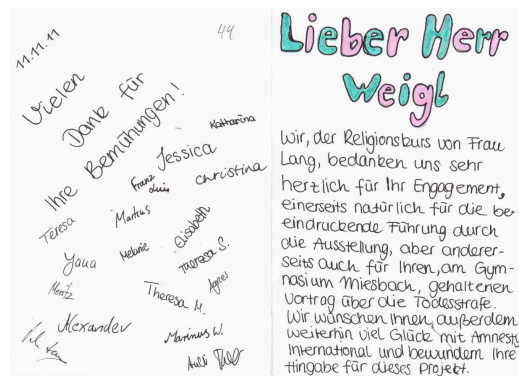 11.11.11
44
Vielen
Dank für
Ihre Bemühungen!
Katharina
Jessica
Franz
Luis
Christina
Teresa
Markus
Elisabeth
Jana
Melanie
Theresa S.
Moritz
Agnes
Theresa M.
Alexander
Marinus W.
Lieber Herr
Weigl
Wir, der Religionskurs von Frau
Lang, bedanken uns sehr
herzlich für Ihr Engagement,
einerseits natürlich für die be-
eindruckende Führung durch
die Ausstellung, aber anderer-
seits auch für Ihren, am Gym-
nasium Miesbach, gehaltenen
Vortrag über die Todesstrafe.
Wir wünschen Ihnen außerdem
weiterhin viel Glück mit Amnesty
International und bewundern Ihre
Hingabe für dieses Projekt.